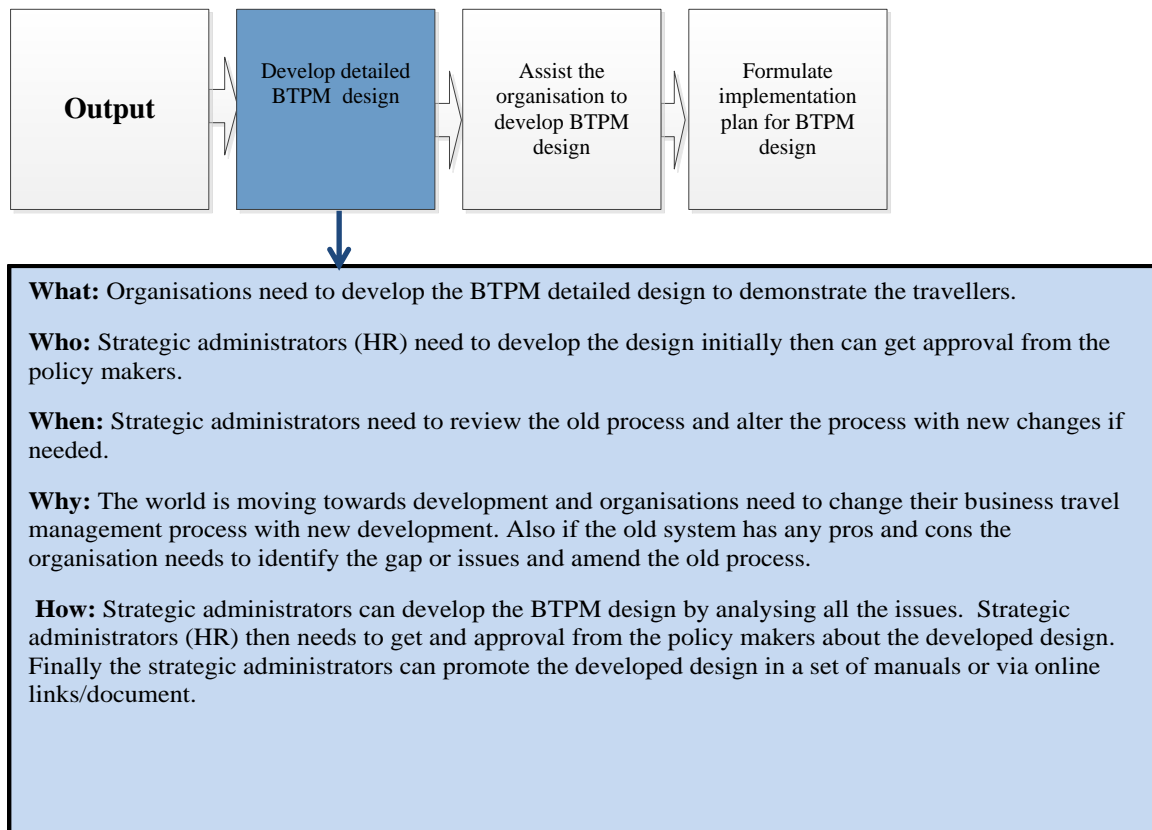 Output
Develop detailed
BTPM design
Assist the
organisation to
develop BTPM
design
Formulate
implementation
plan for BTPM
design
What: Organisations need to develop the BTPM detailed design to demonstrate the travellers.
Who: Strategic administrators (HR) need to develop the design initially then can get approval from the
policy makers.
When: Strategic administrators need to review the old process and alter the process with new changes if
needed.
Why: The world is moving towards development and organisations need to change their business travel
management process with new development. Also if the old system has any pros and cons the
organisation needs to identify the gap or issues and amend the old process.
How: Strategic administrators can develop the BTPM design by analysing all the issues. Strategic
administrators (HR) then needs to get and approval from the policy makers about the developed design.
Finally the strategic administrators can promote the developed design in a set of manuals or via online
links/document.